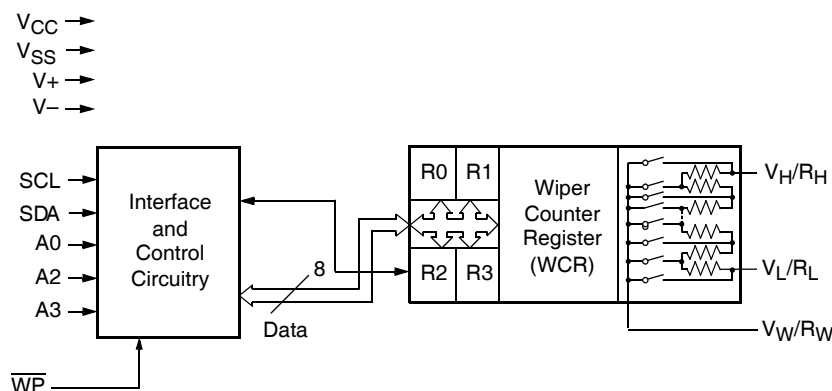 VCC
VSS
V+
V–
SCL
SDA
A0
A2
A3
WP
Interface
and
Control
Circuitry
8
Data
R0 R1
R2 R3
Wiper
Counter
Register
(WCR)
VH/RH
VL/RL
VW/RW